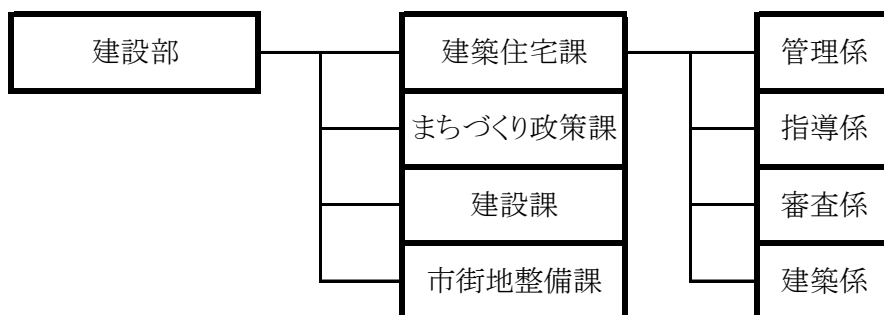 建設部
建築住宅課
管理係
まちづくり政策課
指導係
建設課
審査係
市街地整備課
建築係